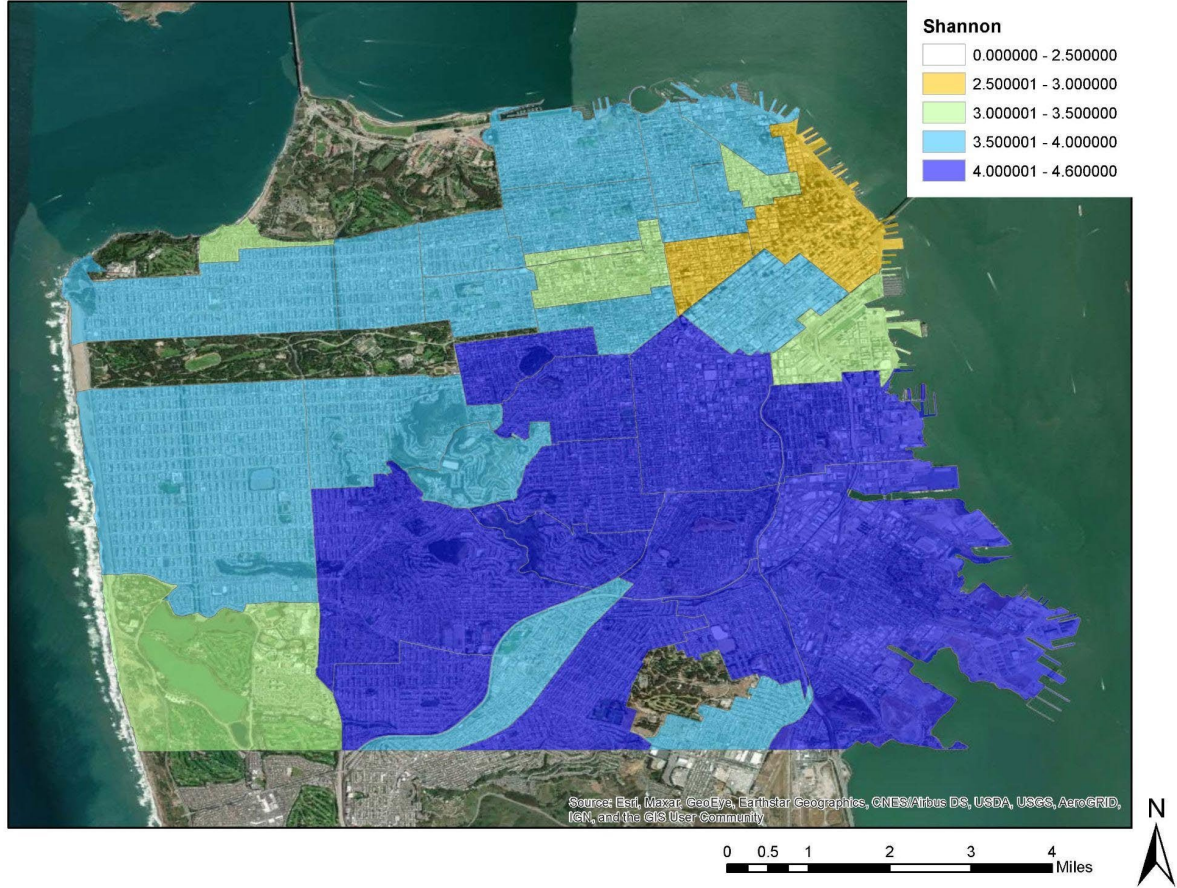 Shannon
0.000000 - 2.500000
2.500001 - 3.000000
3.000001 - 3.500000
3.500001 - 4.000000
4.000001 - 4.600000
Source: Esri, Maxar, GeoEye, Earthstar Geographics, CNES/Airbus DS, USDA, USGS, AeroGRID,
IGN, and the GIS User Community
N
0 0.5 1 2 3 4
Miles